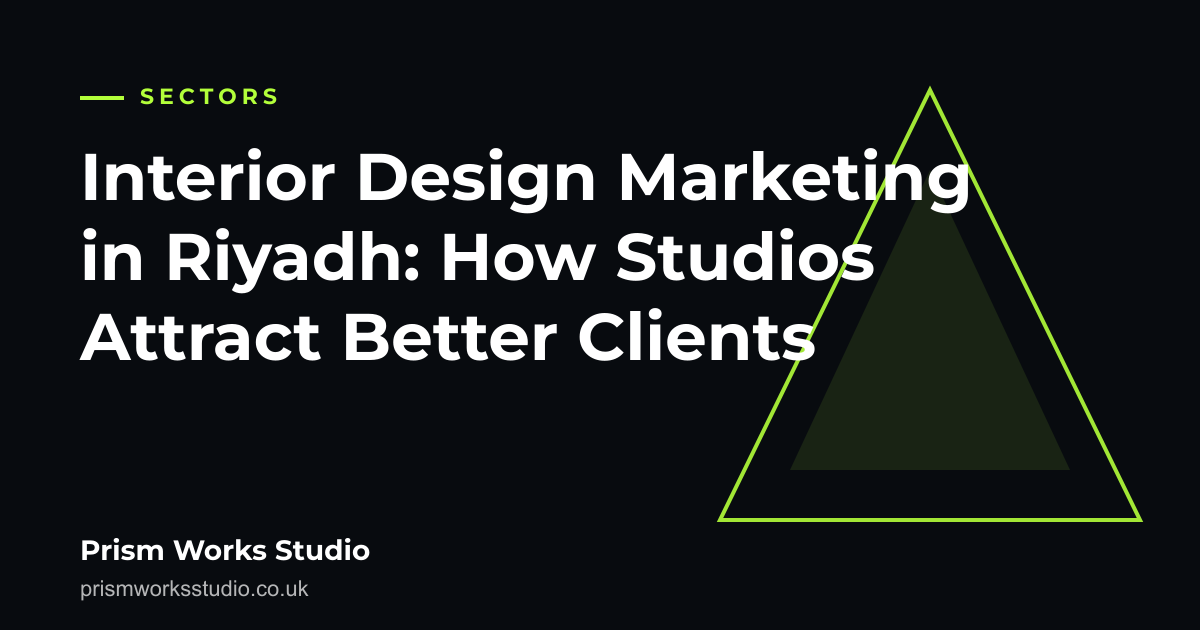 SECTORS
Interior Design Marketing
in Riyadh: How Studios
Attract Better Clients
Prism Works Studio
prismworksstudio.co.uk